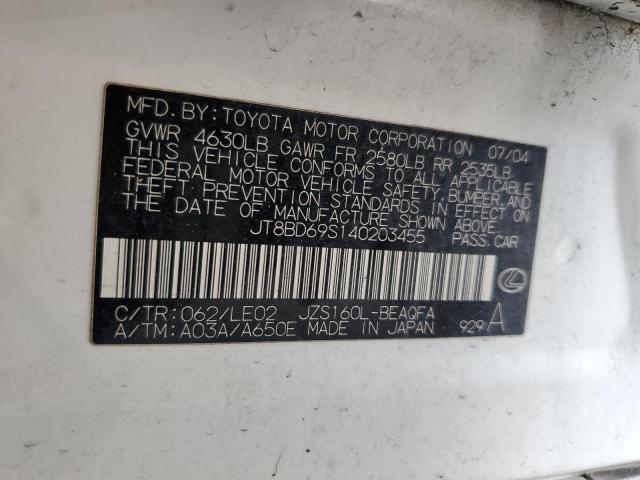 MFD. BY: TOYOTA MOTOR CORPORATION 07/04
GVWR 4630LB GAWR FR 2580LB RR 2535LB
THIS VEHICLE CONFORMS TO ALL APPLICABLE
FEDERAL MOTOR VEHICLE SAFETY, BUMPER, AND
THEFT PREVENTION STANDARDS IN EFFECT ON
THE DATE OF MANUFACTURE SHOWN ABOVE.
JT8BD69S140203455 PASS. CAR
C/TR: 062/LE02 JZS160L-BEAQFA
A/TM: A03A/A650E MADE IN JAPAN 929 A